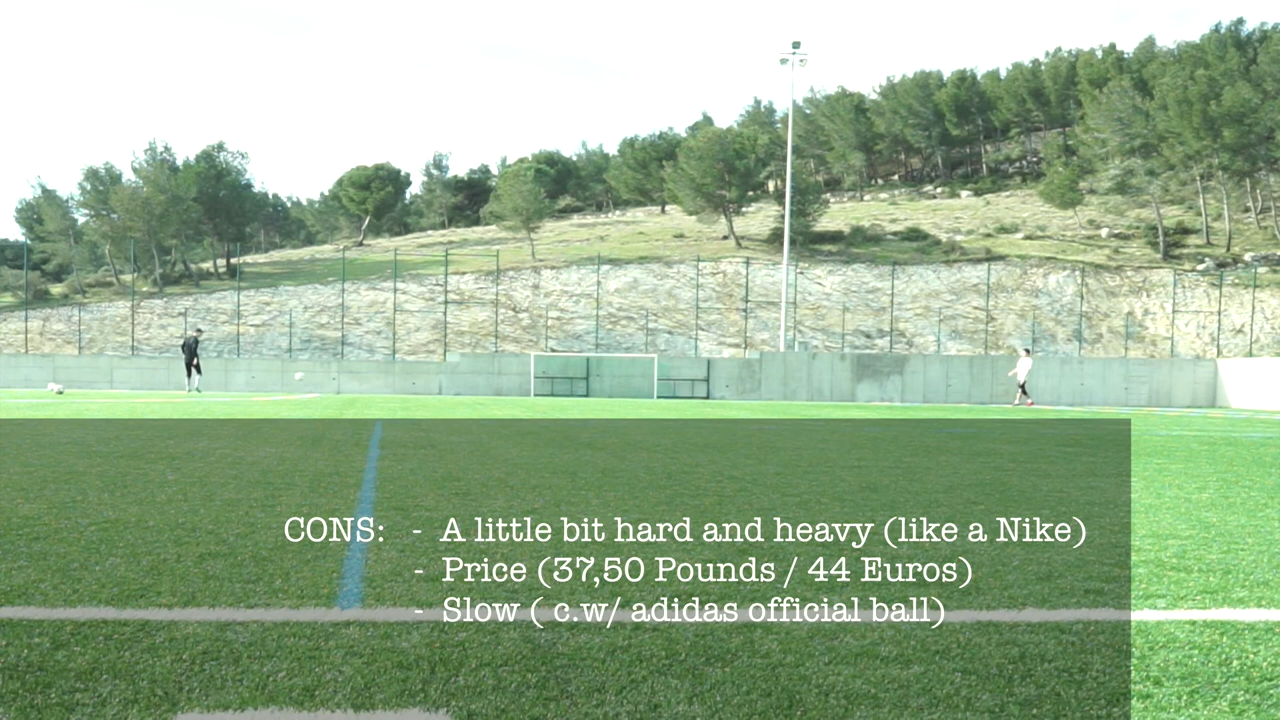 CONS: - A little bit hard and heavy (like a Nike)
- Price (37,50 Pounds / 44 Euros)
- Slow ( c.w/ adidas official ball)